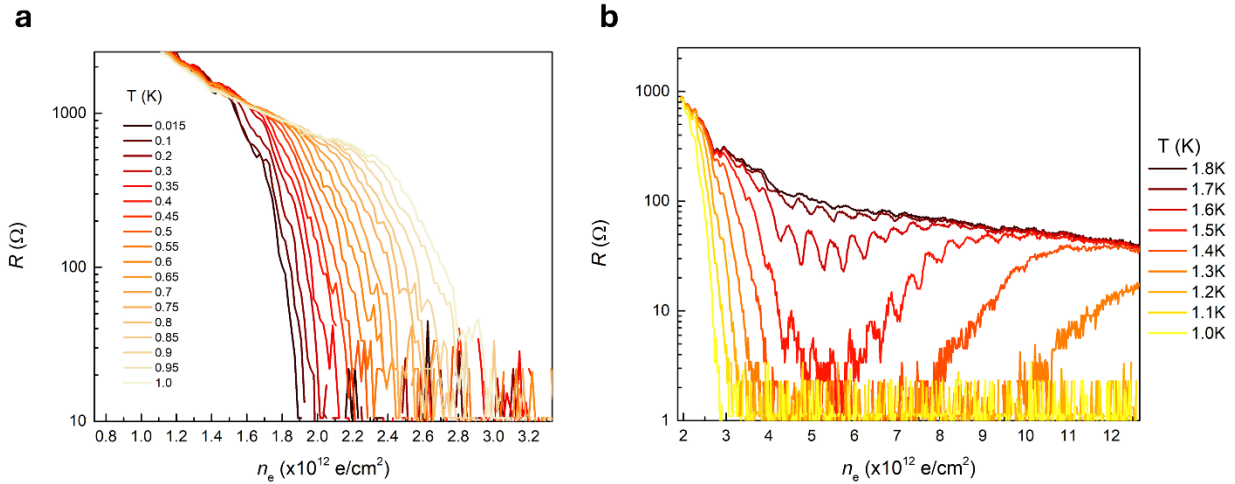 a
R (Ω)
1000
100
10
T (K)
0.015
0.1
0.2
0.3
0.35
0.4
0.45
0.5
0.55
0.6
0.65
0.7
0.75
0.8
0.85
0.9
0.95
1.0
0.8 1.0 1.2 1.4 1.6 1.8 2.0 2.2 2.4 2.6 2.8 3.0 3.2
nₑ (x10¹² e/cm²)
b
R (Ω)
1000
100
10
1
2 3 4 5 6 7 8 9 10 11 12
nₑ (x10¹² e/cm²)
T (K)
1.8K
1.7K
1.6K
1.5K
1.4K
1.3K
1.2K
1.1K
1.0K